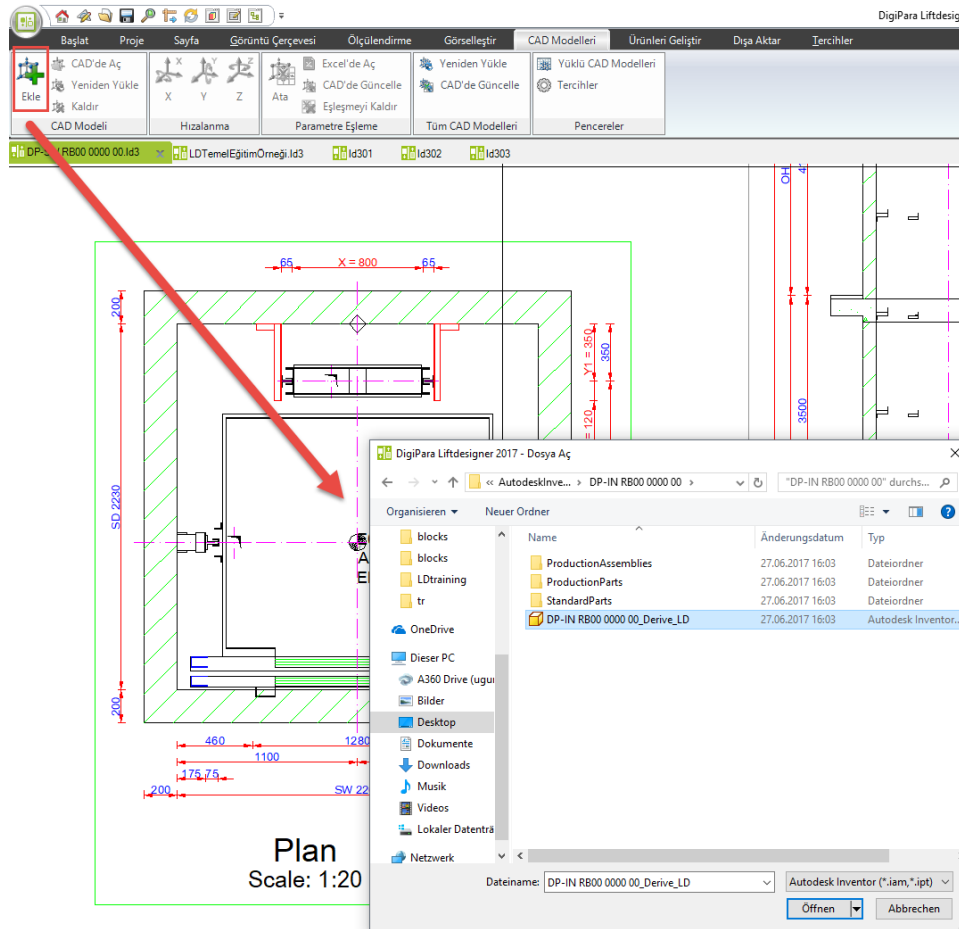 DigiPara Liftdesig
Başlat Proje Sayfa Görüntü Çerçevesi Ölçülendirme Görselleştir CAD Modelleri Ürünleri Geliştir Dışa Aktar Tercihler
Ekle
CAD'de Aç
Yeniden Yükle
Kaldır
X Y Z
Ata
Excel'de Aç
CAD'de Güncelle
Eşleşmeyi Kaldır
Yeniden Yükle
CAD'de Güncelle
Yüklü CAD Modelleri
Tercihler
CAD Modeli Hızalanma Parametre Eşleme Tüm CAD Modelleri Pencereler
RB00 0000 00.ld3 LDTemelEğitimÖrneği.ld3 ld301 ld302 ld303
OH
65 X = 800 65
200
Y1 = 350
350
= 120
3500
SD 2230
200
460 1280
1100
175 75
200 SW 22
Plan
Scale: 1:20
DigiPara Liftdesigner 2017 - Dosya Aç
« AutodeskInve... › DP-IN RB00 0000 00 ›
"DP-IN RB00 0000 00" durchs...
Organisieren Neuer Ordner
blocks
blocks
LDtraining
tr
OneDrive
Dieser PC
A360 Drive (ugur
Bilder
Desktop
Dokumente
Downloads
Musik
Videos
Lokaler Datenträ
Netzwerk
Name Änderungsdatum Typ
ProductionAssemblies 27.06.2017 16:03 Dateiordner
ProductionParts 27.06.2017 16:03 Dateiordner
StandardParts 27.06.2017 16:03 Dateiordner
DP-IN RB00 0000 00_Derive_LD 27.06.2017 16:03 Autodesk Inventor...
Dateiname: DP-IN RB00 0000 00_Derive_LD Autodesk Inventor (*.iam,*.ipt)
Öffnen Abbrechen